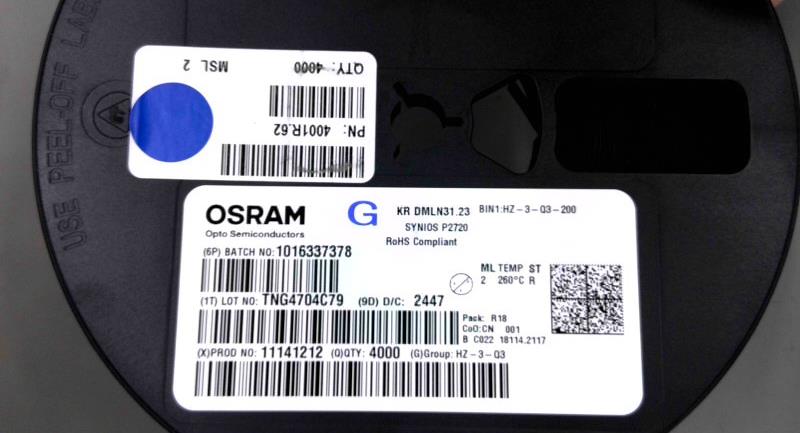 USE PEEL-OFF LABE
MSL 2
QTY: 4000
PN: 4001R.62
OSRAM
Opto Semiconductors
G
KR DMLN31.23 BIN1:HZ-3-Q3-200
SYNIOS P2720
RoHS Compliant
(6P) BATCH NO: 1016337378
ML TEMP ST
2 260°C R
(1T) LOT NO: TNG4704C79 (9D) D/C: 2447
Pack: R18
CoO:CN 001
B C022 18114.2117
(X)PROD NO: 11141212 (Q)QTY: 4000 (G)Group: HZ-3-Q3